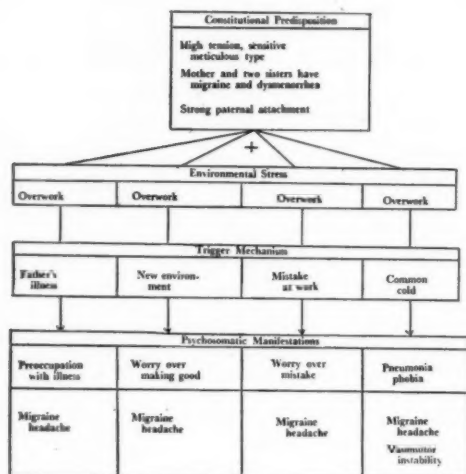 Constitutional Predisposition
High tension, sensitive
meticulous type
Mother and two sisters have
migraine and dysmenorrhea
Strong paternal attachment
+
Environmental Stress
Overwork Overwork Overwork Overwork
Trigger Mechanism
Father's New environ- Mistake Common
illness ment at work cold
Psychosomatic Manifestations
Preoccupation Worry over Worry over Pneumonia
with illness making good mistake phobia
Migraine Migraine Migraine Migraine
headache headache headache headache
Vasomotor
instability